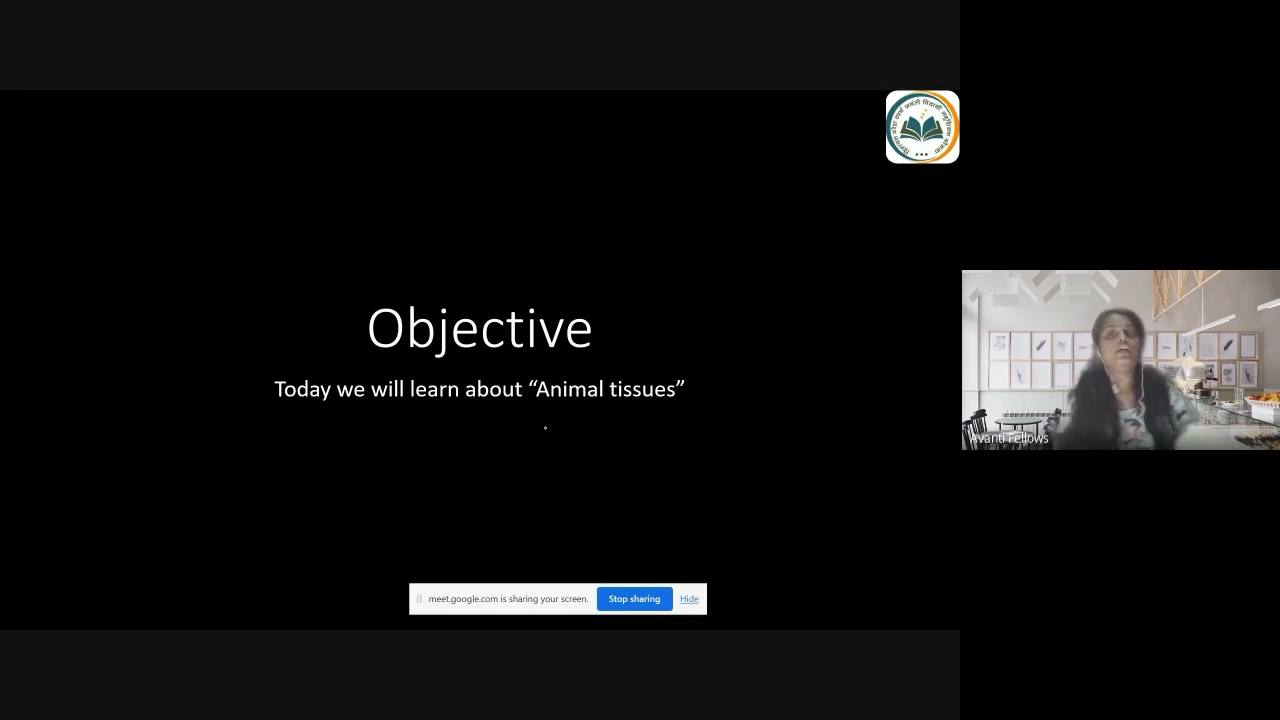 Objective
Today we will learn about “Animal tissues”
meet.google.com is sharing your screen.
Stop sharing
Hide
Avanti Fellows